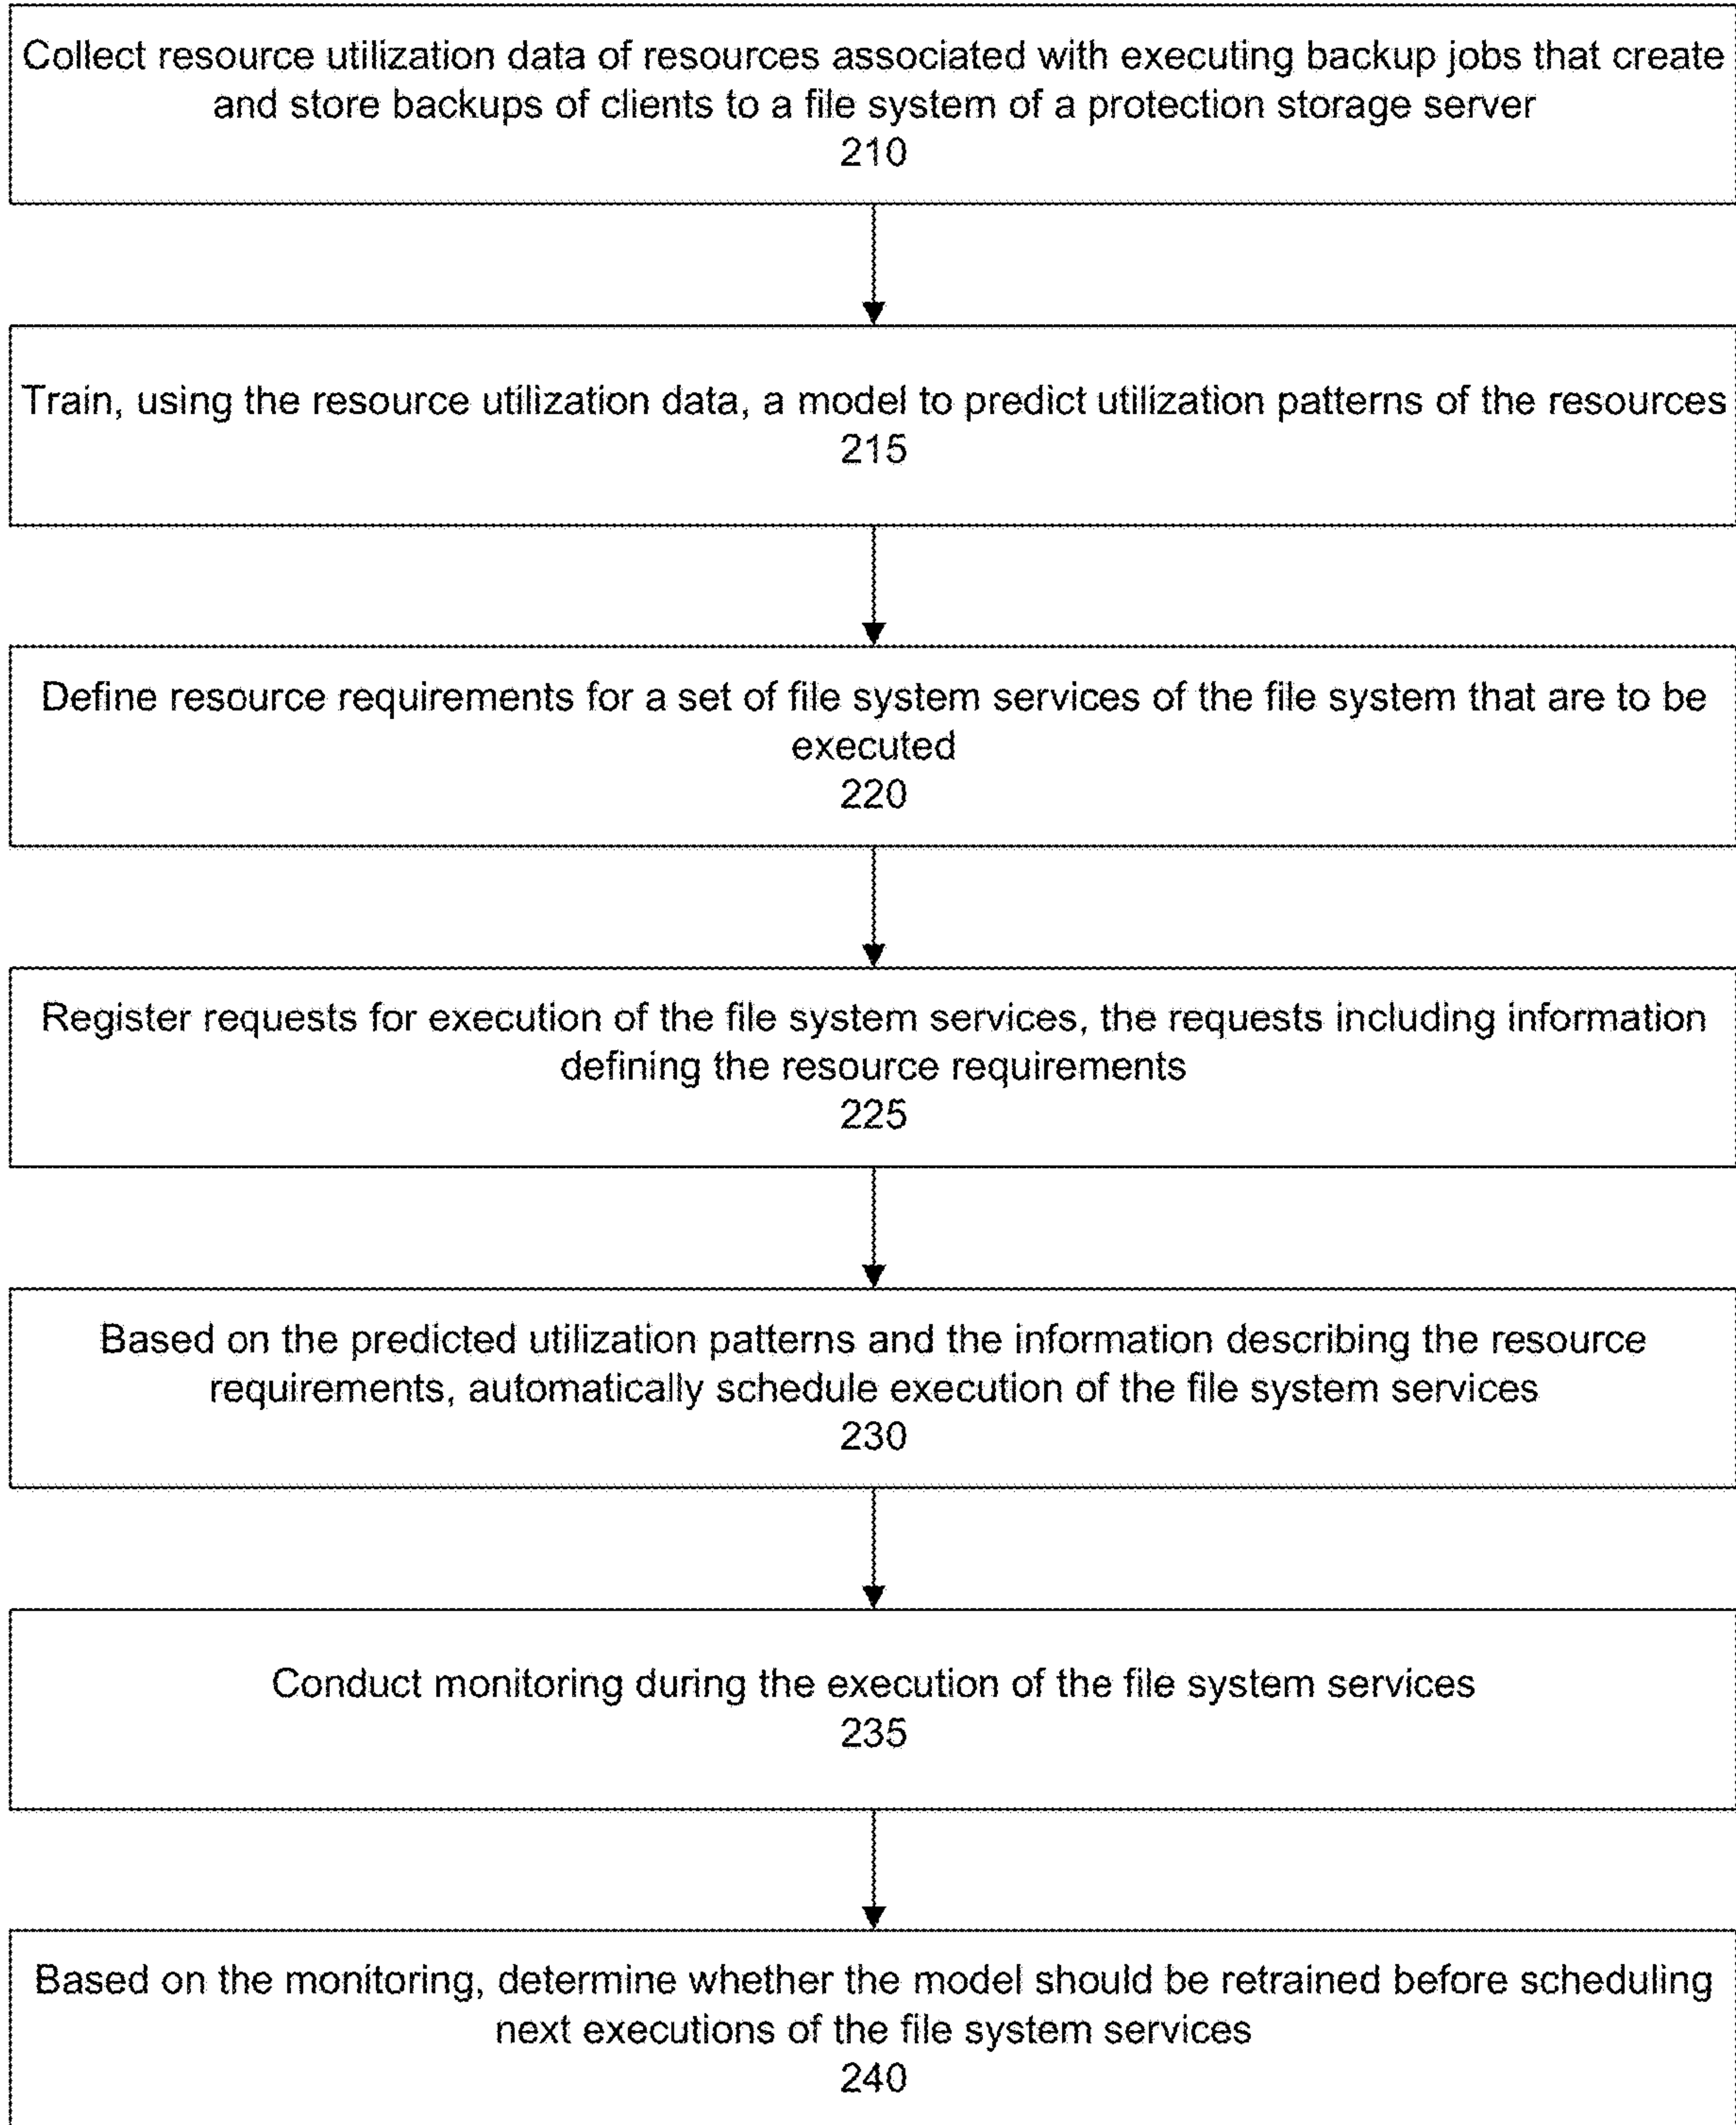 Collect resource utilization data of resources associated with executing backup jobs that create
and store backups of clients to a file system of a protection storage server
210
Train, using the resource utilization data, a model to predict utilization patterns of the resources
215
Define resource requirements for a set of file system services of the file system that are to be
executed
220
Register requests for execution of the file system services, the requests including information
defining the resource requirements
225
Based on the predicted utilization patterns and the information describing the resource
requirements, automatically schedule execution of the file system services
230
Conduct monitoring during the execution of the file system services
235
Based on the monitoring, determine whether the model should be retrained before scheduling
next executions of the file system services
240